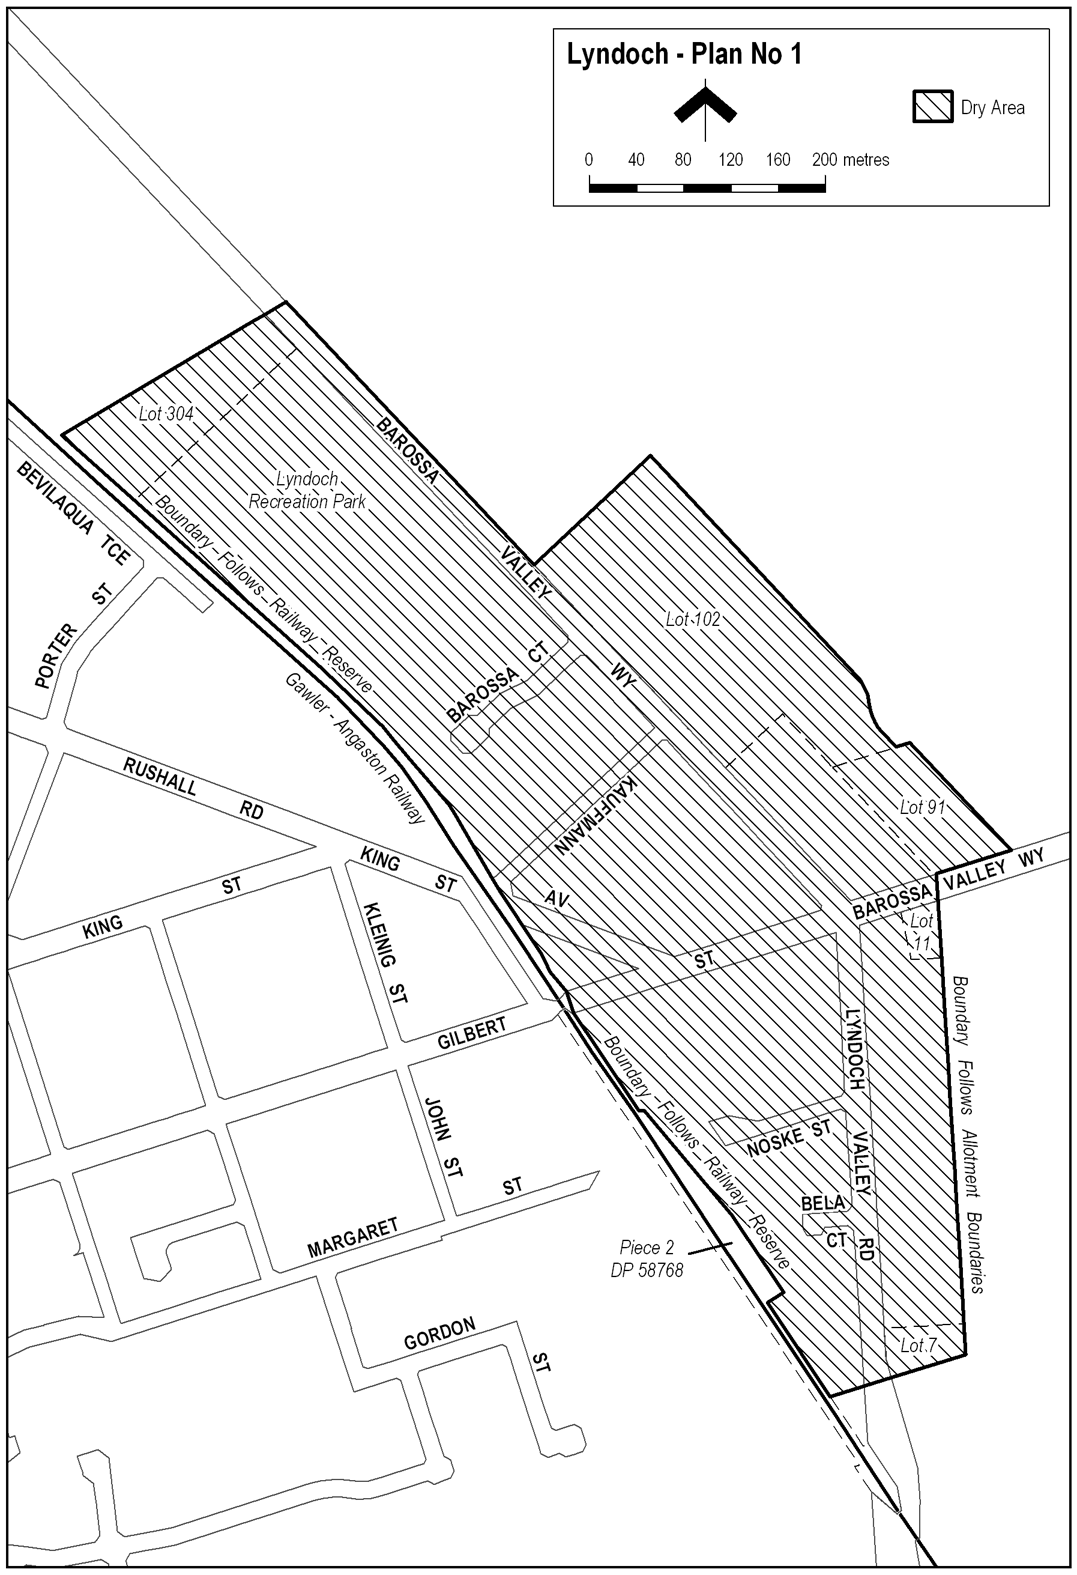 Lyndoch - Plan No 1
Dry Area
0 40 80 120 160 200 metres
Lot 304
BAROSSA
Lyndoch
Recreation Park
BEVILAQUA TCE
Boundary Follows Railway Reserve
VALLEY
PORTER ST
Lot 102
WY
BAROSSA CT
Gawler - Angaston Railway
RUSHALL RD
KAUFFMANN
AV
Lot 91
KING ST
BAROSSA VALLEY WY
KING ST
KLEINIG ST
Lot
11
ST
GILBERT
LYNDOCH
VALLEY
RD
Boundary Follows Allotment Boundaries
Boundary Follows Railway Reserve
JOHN ST
NOSKE ST
MARGARET ST
BELA
CT
Piece 2
DP 58768
GORDON ST
Lot 7